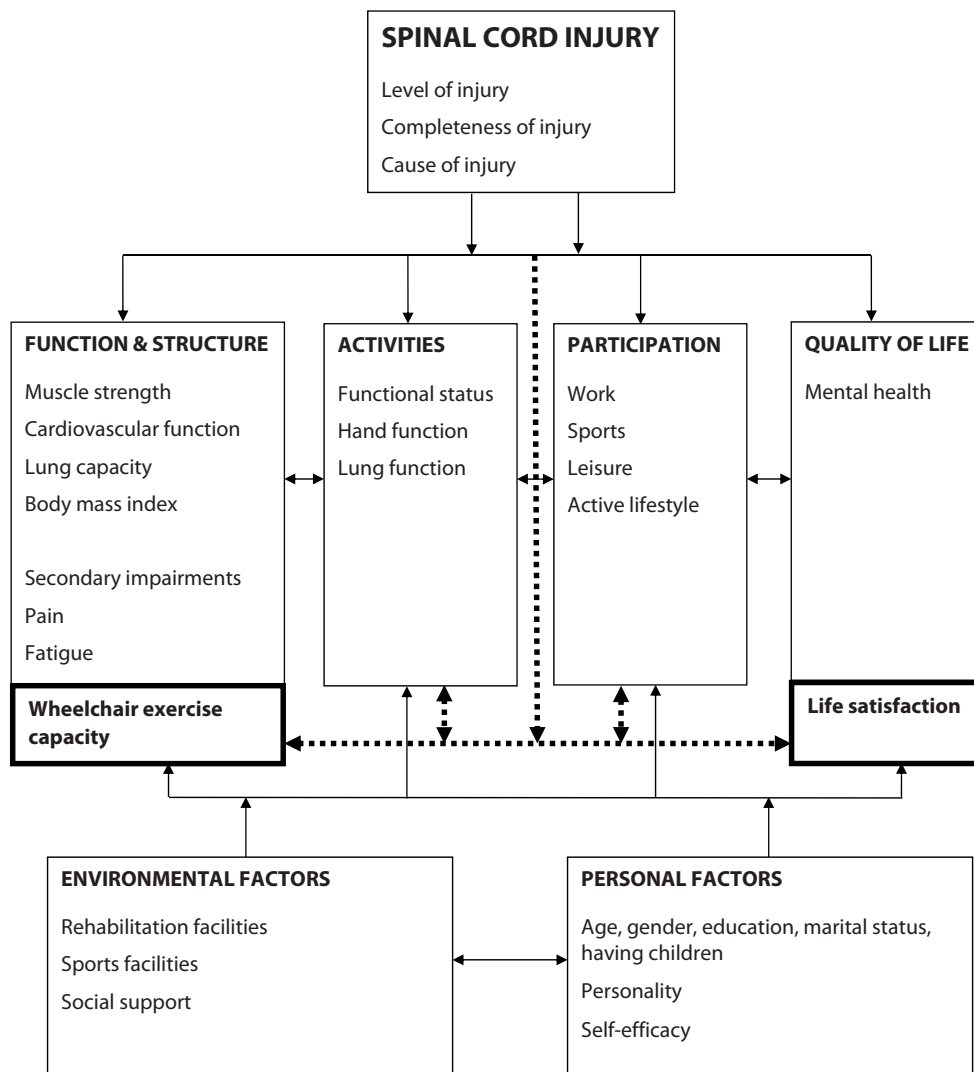 SPINAL CORD INJURY
Level of injury
Completeness of injury
Cause of injury
FUNCTION & STRUCTURE
Muscle strength
Cardiovascular function
Lung capacity
Body mass index
Secondary impairments
Pain
Fatigue
Wheelchair exercise
capacity
ACTIVITIES
Functional status
Hand function
Lung function
PARTICIPATION
Work
Sports
Leisure
Active lifestyle
QUALITY OF LIFE
Mental health
Life satisfaction
ENVIRONMENTAL FACTORS
Rehabilitation facilities
Sports facilities
Social support
PERSONAL FACTORS
Age, gender, education, marital status,
having children
Personality
Self-efficacy